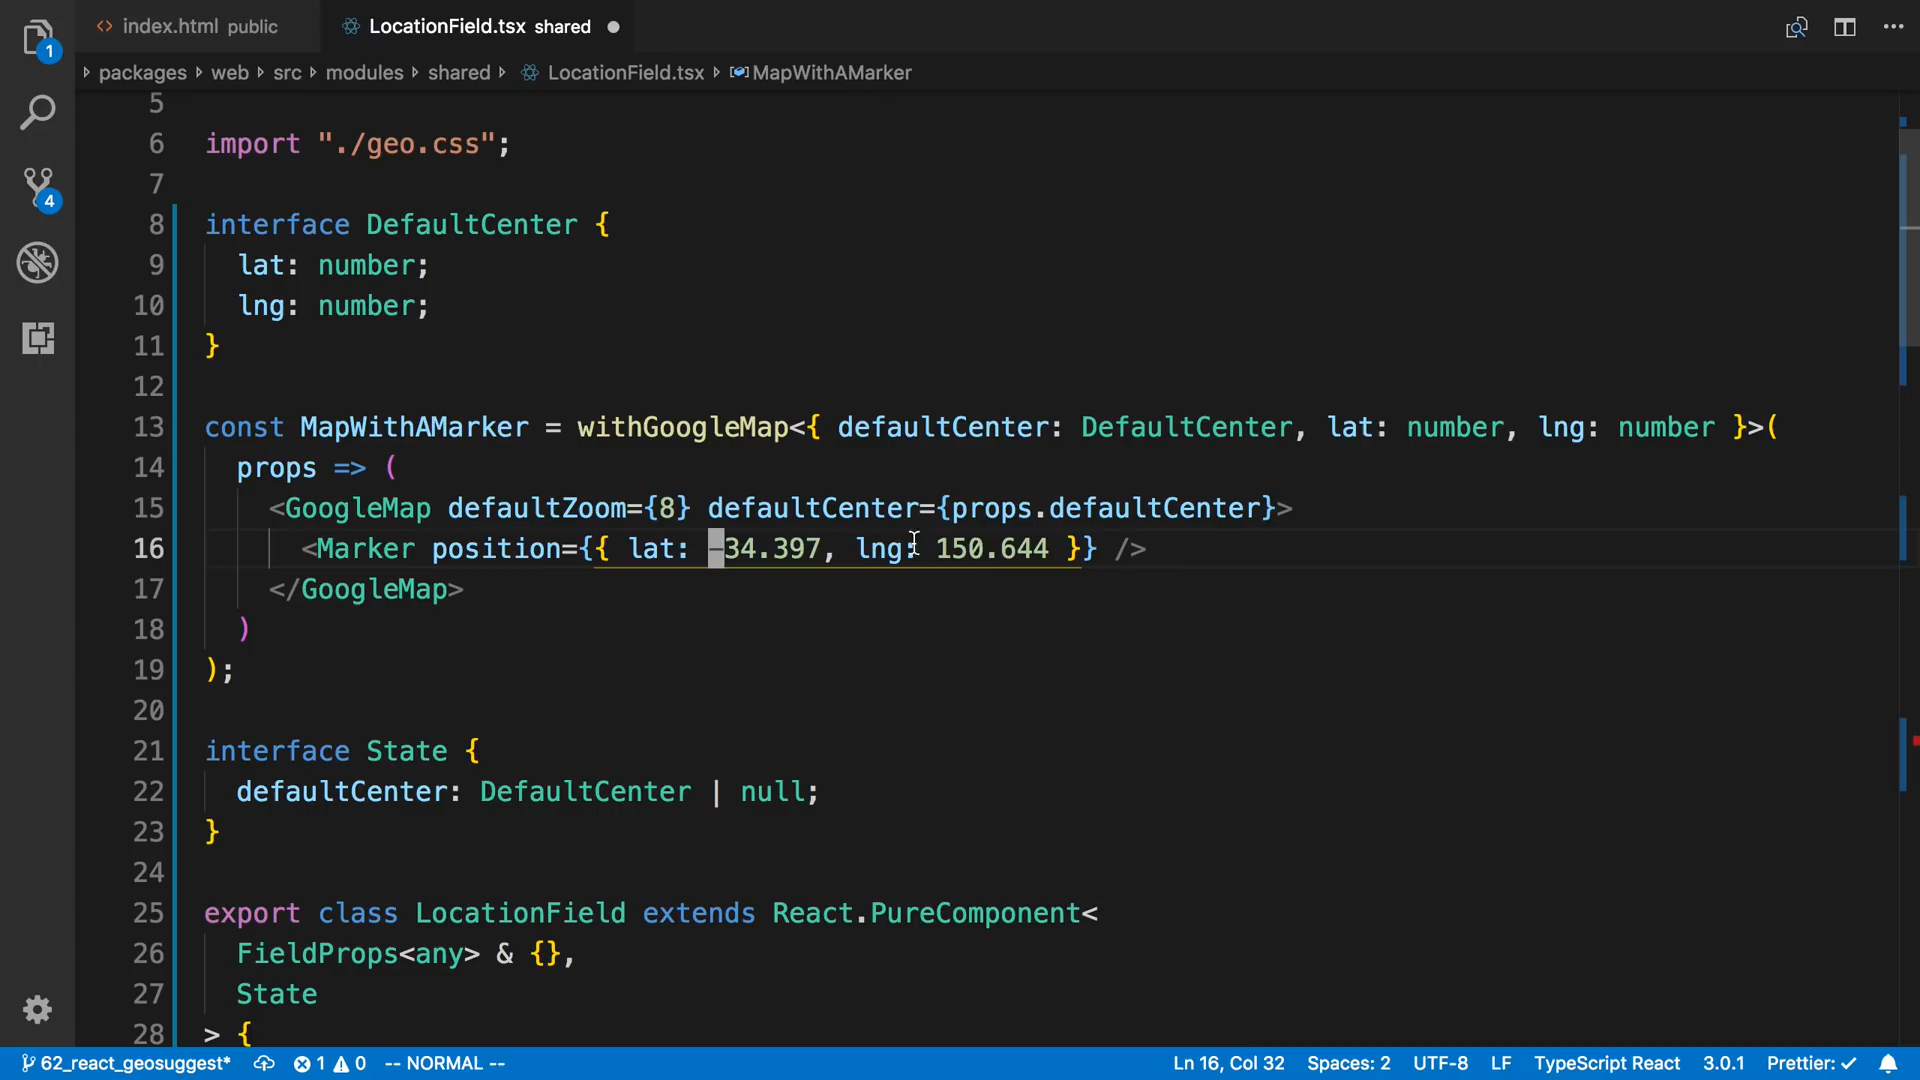 index.html public
LocationField.tsx shared
packages web src modules shared LocationField.tsx MapWithAMarker
1
4
5
6 import "./geo.css";
7
8 interface DefaultCenter {
9 lat: number;
10 lng: number;
11 }
12
13 const MapWithAMarker = withGoogleMap<{ defaultCenter: DefaultCenter, lat: number, lng: number }>(
14 props => (
15 <GoogleMap defaultZoom={8} defaultCenter={props.defaultCenter}>
16 <Marker position={{ lat: -34.397, lng: 150.644 }} />
17 </GoogleMap>
18 )
19 );
20
21 interface State {
22 defaultCenter: DefaultCenter | null;
23 }
24
25 export class LocationField extends React.PureComponent<
26 FieldProps<any> & {},
27 State
28 > {
62_react_geosuggest* 1 0 -- NORMAL -- Ln 16, Col 32 Spaces: 2 UTF-8 LF TypeScript React 3.0.1 Prettier: ✓